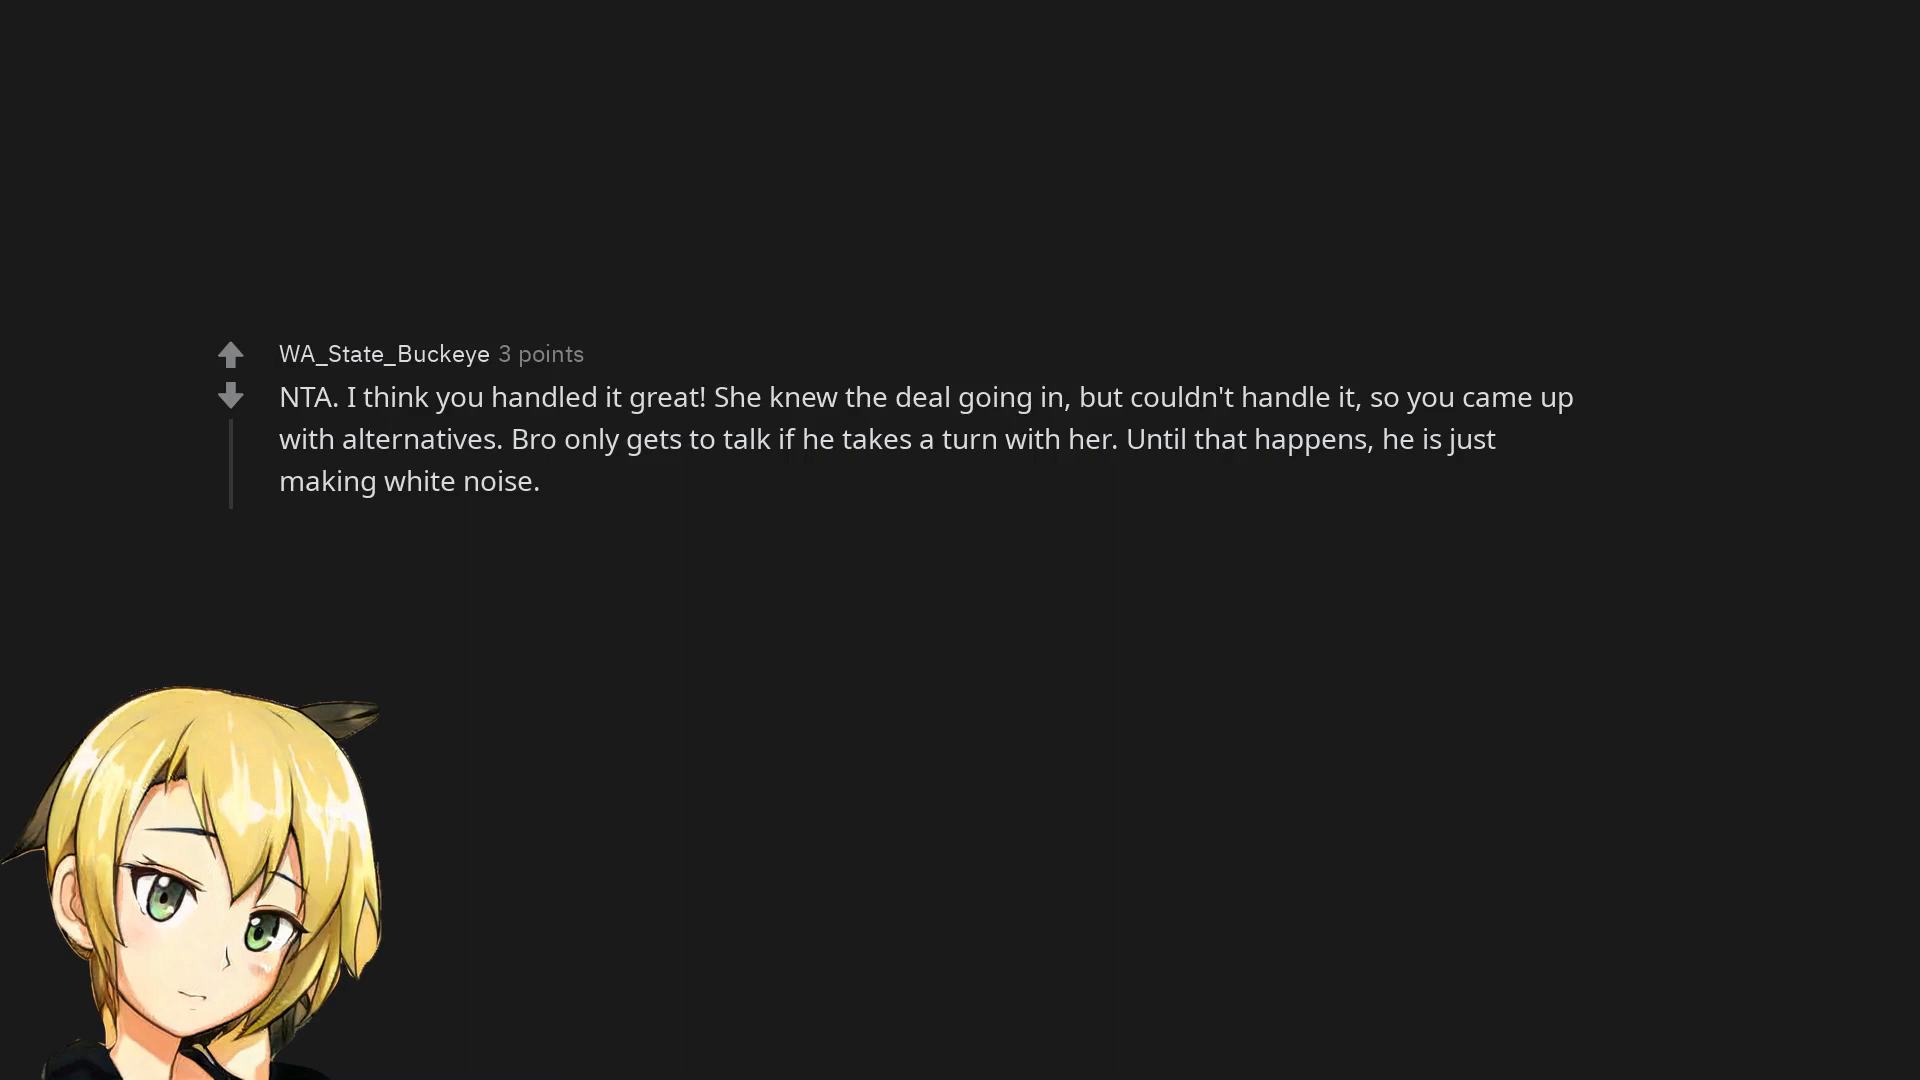 WA_State_Buckeye 3 points
NTA. I think you handled it great! She knew the deal going in, but couldn't handle it, so you came up
with alternatives. Bro only gets to talk if he takes a turn with her. Until that happens, he is just
making white noise.